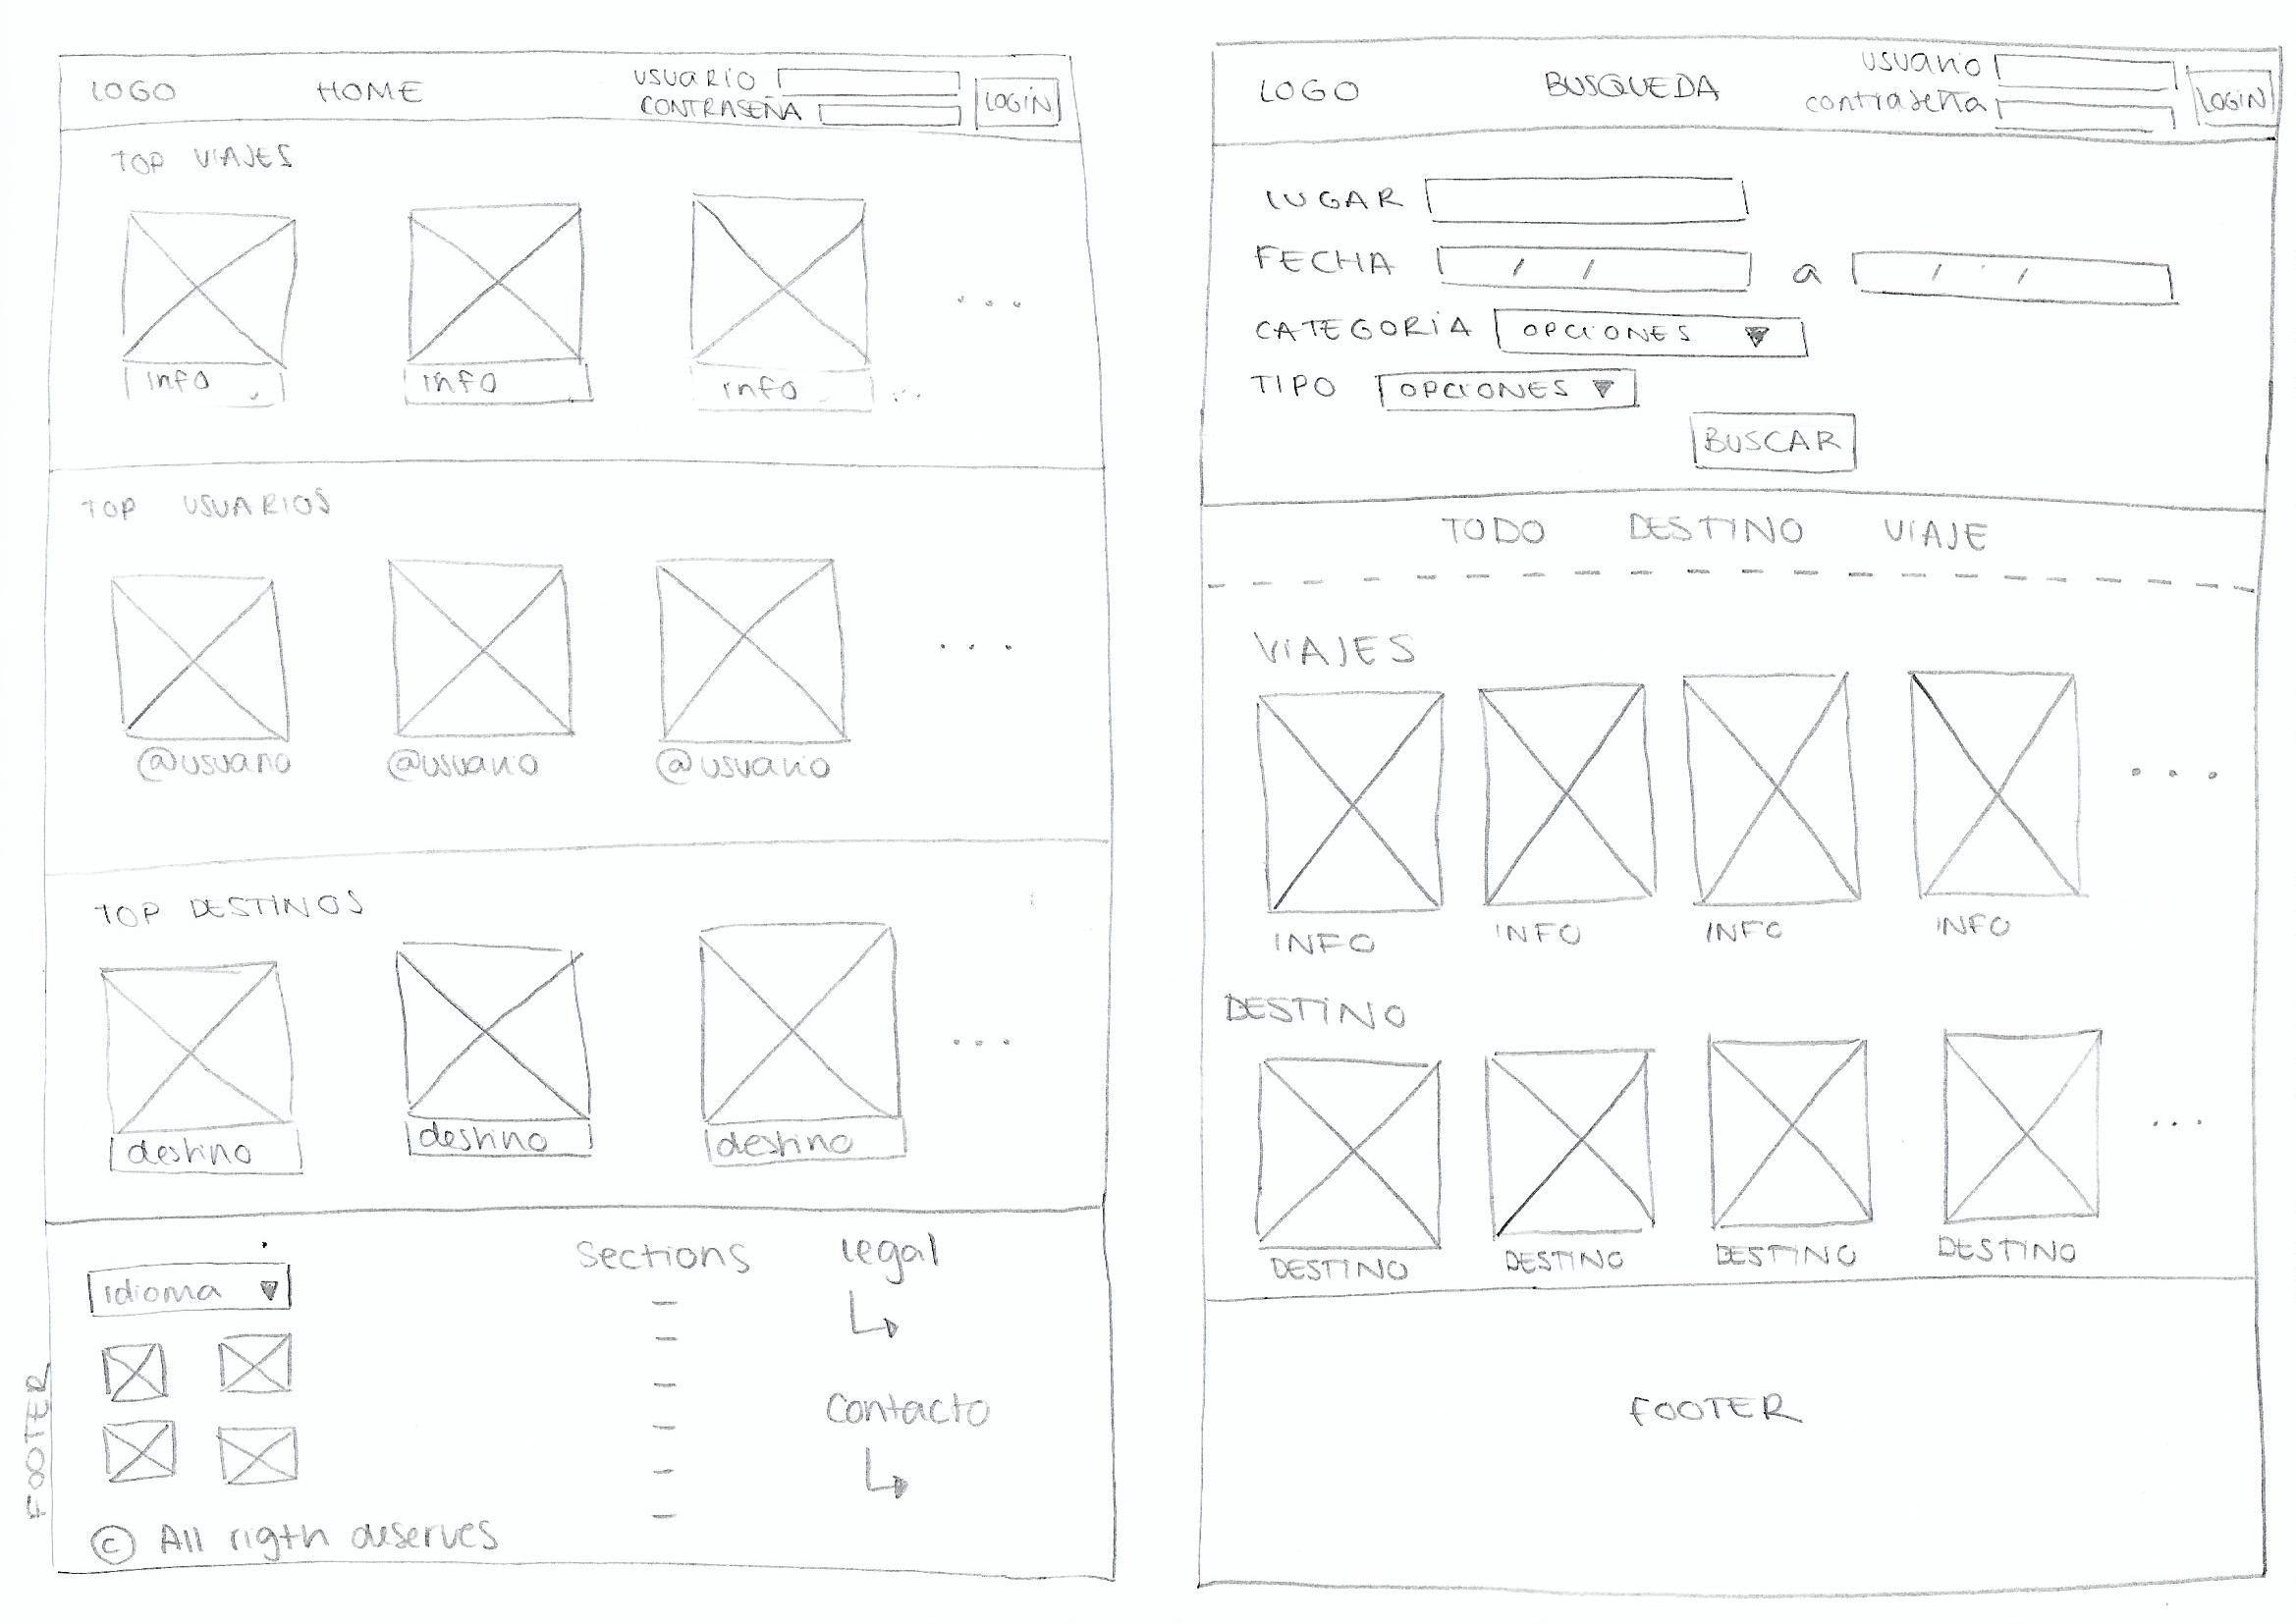 LOGO HOME USUARIO
CONTRASEÑA LOGIN
TOP VIAJES
info info info
TOP USUARIOS
@usuario @usuario @usuario
TOP DESTINOS
destino destino destino
FOOTER
idioma
sections
legal
Contacto
© All rigth deserves
LOGO BUSQUEDA usuario
contraseña LOGIN
LUGAR
FECHA / / a / /
CATEGORIA OPCIONES
TIPO OPCIONES
BUSCAR
TODO DESTINO VIAJE
VIAJES
INFO INFO INFO INFO
DESTINO
DESTINO DESTINO DESTINO DESTINO
FOOTER